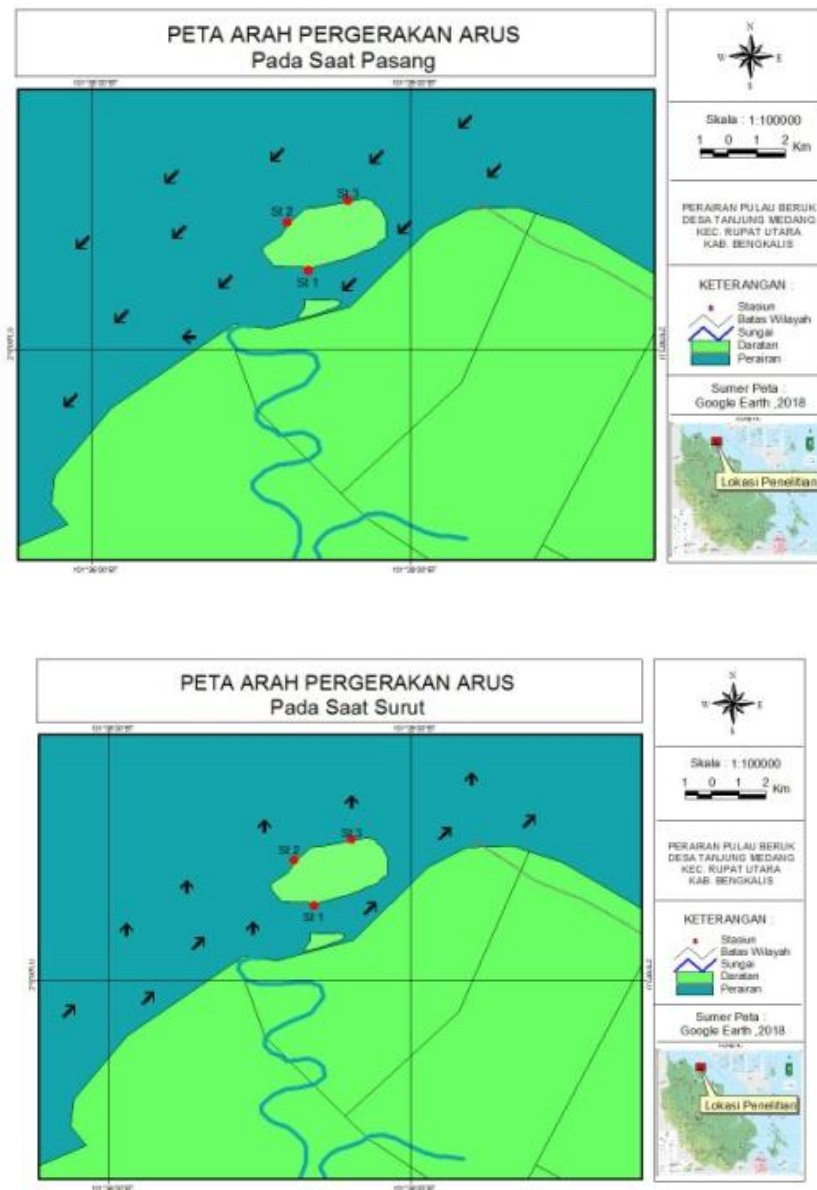 PETA ARAH PERGERAKAN ARUS
Pada Saat Pasang
St 3
St 2
St 1
N
W E
S
Skala : 1:100000
1 0 1 2 Km
PERAIRAN PULAU BERUK
DESA TANJUNG MEDANG
KEC. RUPAT UTARA
KAB. BENGKALIS
KETERANGAN :
Stasiun
Batas Wilayah
Sungai
Daratan
Perairan
Sumer Peta :
Google Earth ,2018
Lokasi Penelitian
PETA ARAH PERGERAKAN ARUS
Pada Saat Surut
St 3
St 2
St 1
N
W E
S
Skala : 1:100000
1 0 1 2 Km
PERAIRAN PULAU BERUK
DESA TANJUNG MEDANG
KEC. RUPAT UTARA
KAB. BENGKALIS
KETERANGAN :
Stasiun
Batas Wilayah
Sungai
Daratan
Perairan
Sumer Peta :
Google Earth ,2018
Lokasi Penelitian